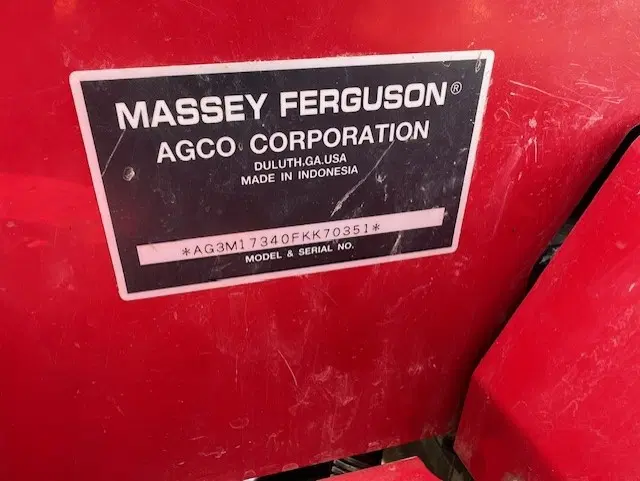 MASSEY FERGUSON®
AGCO CORPORATION
DULUTH.GA.USA
MADE IN INDONESIA
*AG3M17340FKK70351*
MODEL & SERIAL NO.